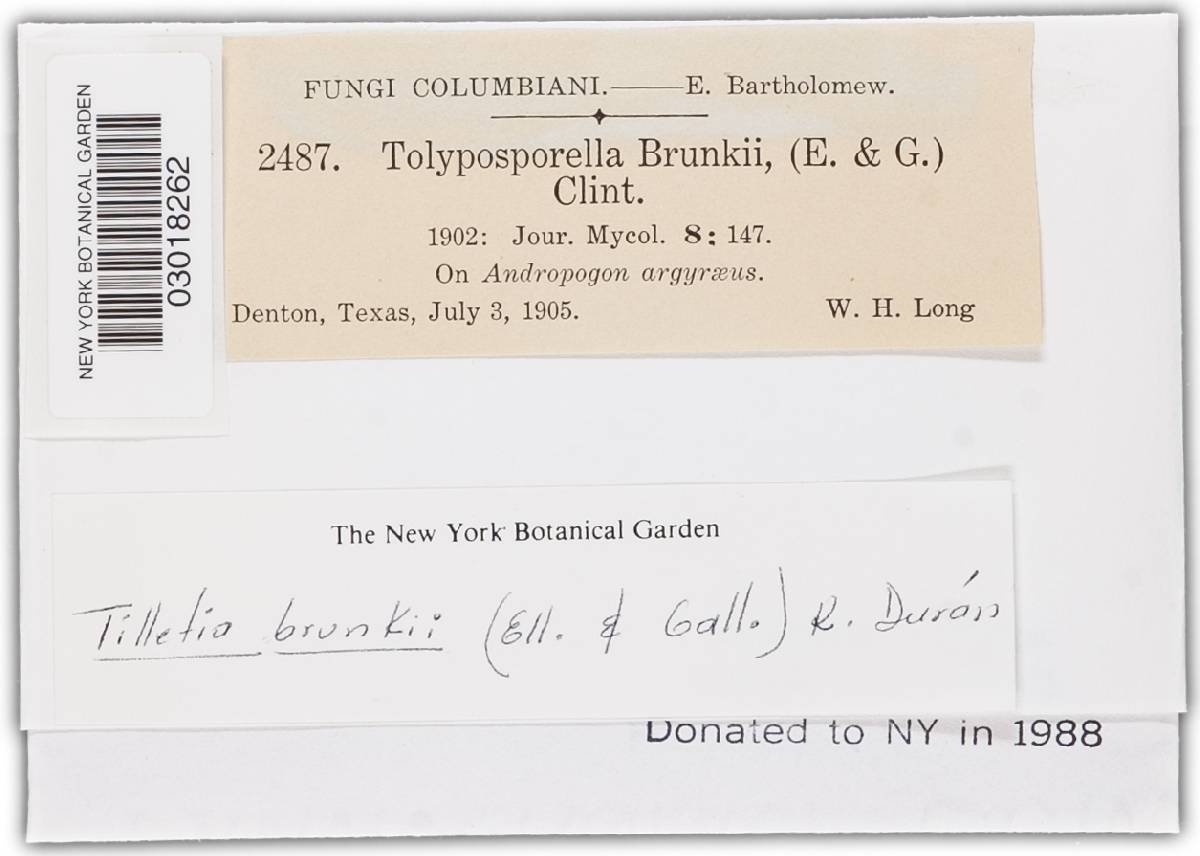 NEW YORK BOTANICAL GARDEN
03018262
FUNGI COLUMBIANI.——E. Bartholomew.
2487. Tolyposporella Brunkii, (E. & G.)
Clint.
1902: Jour. Mycol. 8: 147.
On Andropogon argyræus.
Denton, Texas, July 3, 1905. W. H. Long
The New York Botanical Garden
Tilletia brunkii (Ell. & Gall.) R. Durán
Donated to NY in 1988